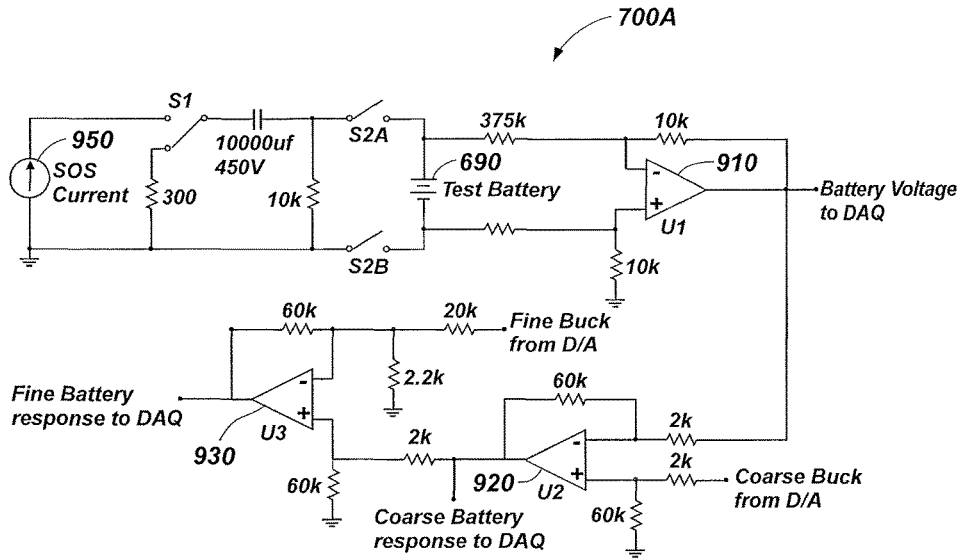 700A
S1
950
SOS
Current
300
10000uf
450V
10k
S2A
S2B
690
Test Battery
375k
10k
-
+
910
U1
10k
Battery Voltage
to DAQ
60k
20k
Fine Buck
from D/A
2.2k
-
+
U3
930
Fine Battery
response to DAQ
60k
2k
60k
-
+
920
U2
2k
2k
Coarse Buck
from D/A
60k
Coarse Battery
response to DAQ